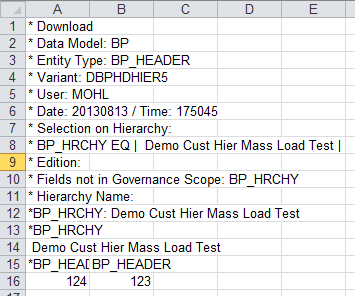 A B C D E
1 * Download
2 * Data Model: BP
3 * Entity Type: BP_HEADER
4 * Variant: DBPHDHIER5
5 * User: MOHL
6 * Date: 20130813 / Time: 175045
7 * Selection on Hierarchy:
8 * BP_HRCHY EQ | Demo Cust Hier Mass Load Test |
9 * Edition:
10 * Fields not in Governance Scope: BP_HRCHY
11 * Hierarchy Name:
12 *BP_HRCHY: Demo Cust Hier Mass Load Test
13 *BP_HRCHY
14 Demo Cust Hier Mass Load Test
15 *BP_HEAD BP_HEADER
16 124 123